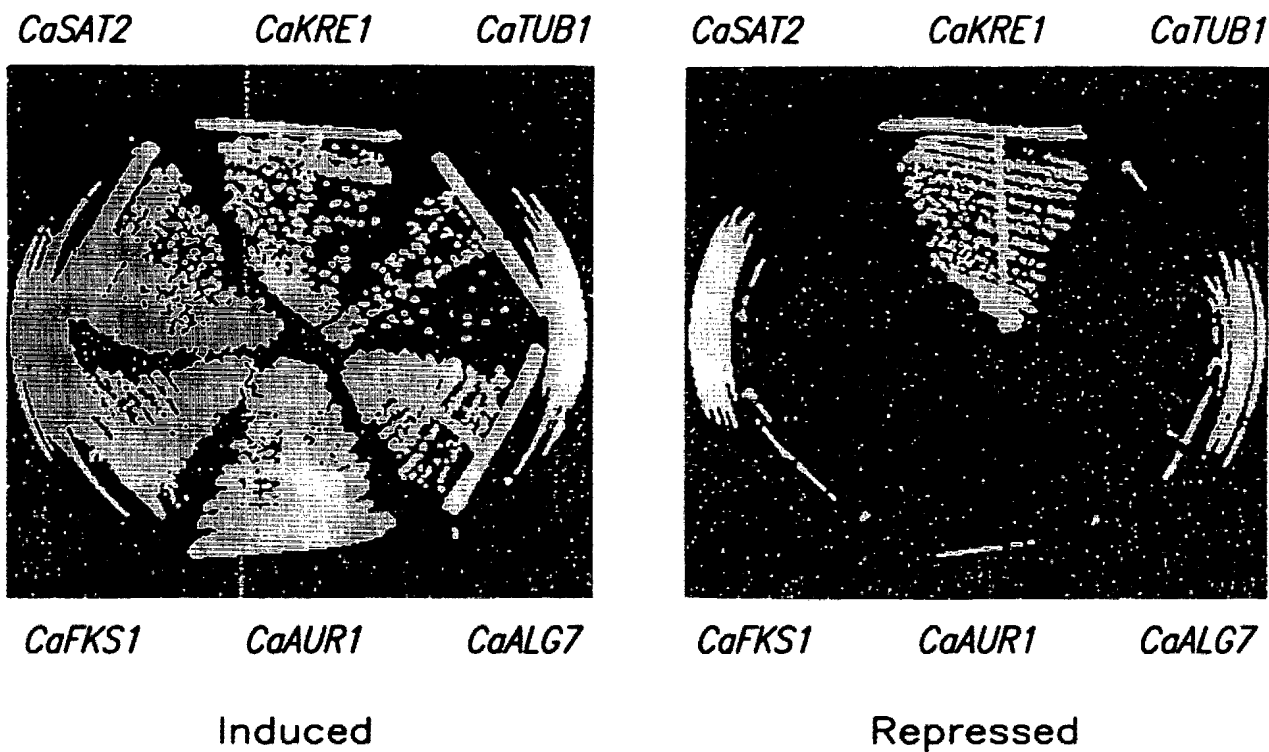 CaSAT2 CaKRE1 CaTUB1 CaSAT2 CaKRE1 CaTUB1
CaFKS1 CaAUR1 CaALG7 CaFKS1 CaAUR1 CaALG7
Induced Repressed